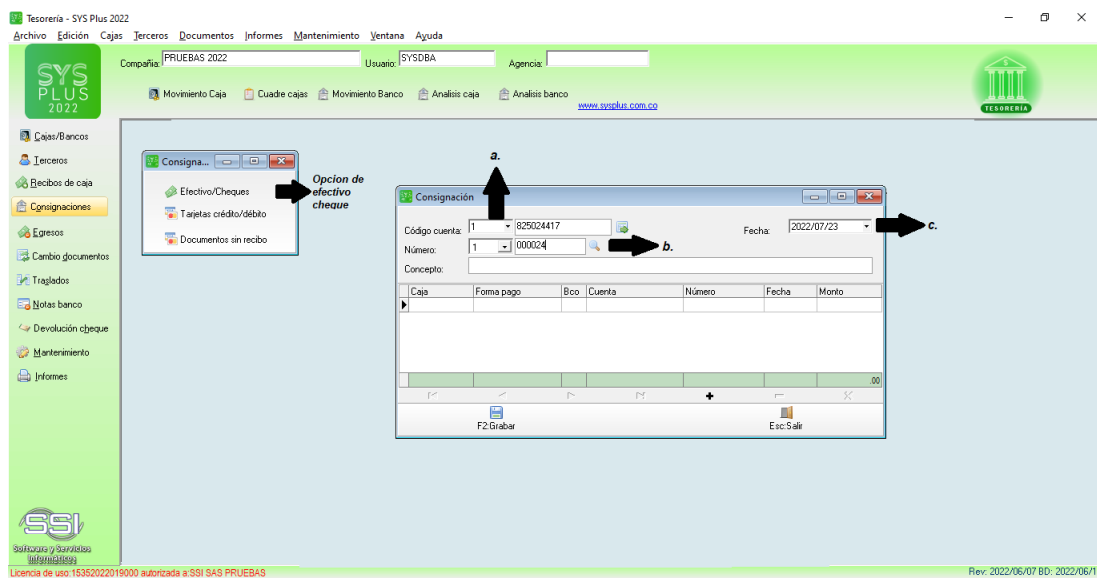 Tesorería - SYS Plus 2022
Archivo Edición Cajas Terceros Documentos Informes Mantenimiento Ventana Ayuda
SYS
PLUS
2022
Compañia: PRUEBAS 2022 Usuario: SYSDBA Agencia:
Movimiento Caja Cuadre cajas Movimiento Banco Analisis caja Analisis banco
www.sysplus.com.co
S
TESORERIA
Cajas/Bancos
Terceros
Recibos de caja
Consignaciones
Egresos
Cambio documentos
Traslados
Notas banco
Devolución cheque
Mantenimiento
Informes
Consigna...
Efectivo/Cheques
Tarjetas crédito/débito
Documentos sin recibo
Opcion de
efectivo
cheque
a.
Consignación
Código cuenta: 1 825024417 Fecha: 2022/07/23
c.
Número: 1 000024
b.
Concepto:
Caja Forma pago Bco Cuenta Número Fecha Monto
.00
F2:Grabar Esc:Salir
SSI
Software y Servicios
Informáticos
Licencia de uso:15352022019000 autorizada a:SSI SAS PRUEBAS Rev: 2022/06/07 BD: 2022/06/1